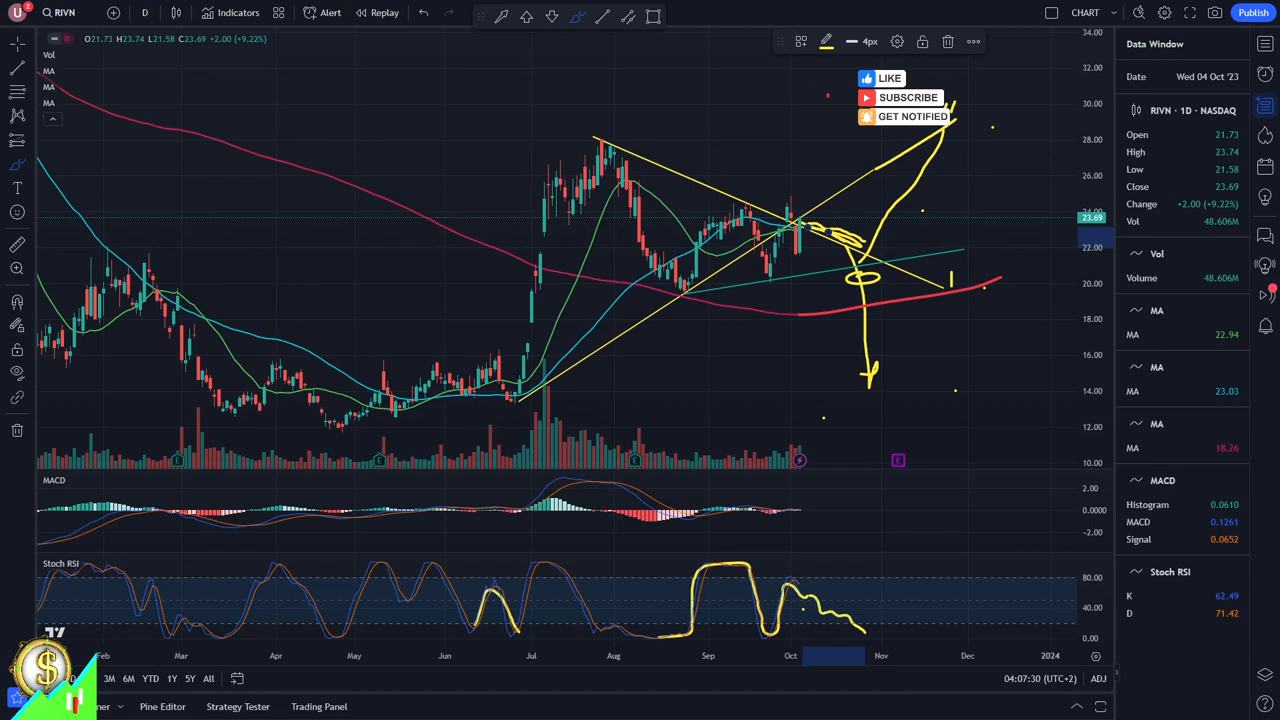 U 2 RIVN D Indicators Alert Replay CHART Publish
O21.73 H23.74 L21.58 C23.69 +2.00 (+9.22%)
4px
Vol
MA
MA
MA
LIKE
SUBSCRIBE
GET NOTIFIED
34.00
32.00
30.00
28.00
26.00
24.00
23.69
22.00
20.00
18.00
16.00
14.00
12.00
10.00
E E E E
MACD
2.00
0.0000
−2.00
Stoch RSI
80.00
40.00
0.00
Feb Mar Apr May Jun Jul Aug Sep Oct Nov Dec 2024
3M 6M YTD 1Y 5Y All
04:07:30 (UTC+2) ADJ
Pine Editor Strategy Tester Trading Panel
Data Window
Date Wed 04 Oct '23
RIVN · 1D · NASDAQ
Open 21.73
High 23.74
Low 21.58
Close 23.69
Change +2.00 (+9.22%)
Vol 48.606M
Vol
Volume 48.606M
MA
MA 22.94
MA
MA 23.03
MA
MA 18.26
MACD
Histogram 0.0610
MACD 0.1261
Signal 0.0652
Stoch RSI
K 62.49
D 71.42
$